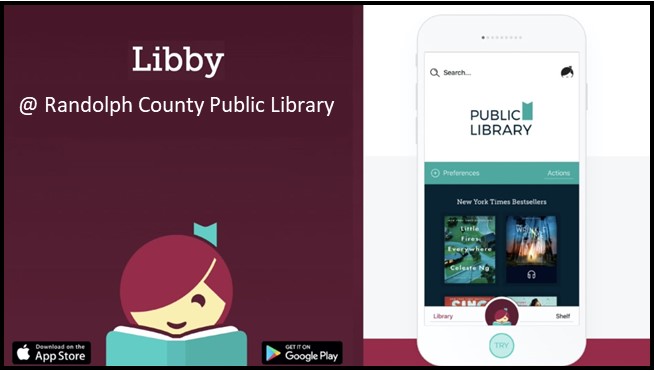 Libby
@ Randolph County Public Library
Download on the
App Store
GET IT ON
Google Play
Search...
PUBLIC
LIBRARY
Preferences
Actions
New York Times Bestsellers
Little
Fires
Everywhere
Celeste Ng
Library
Shelf
TRY